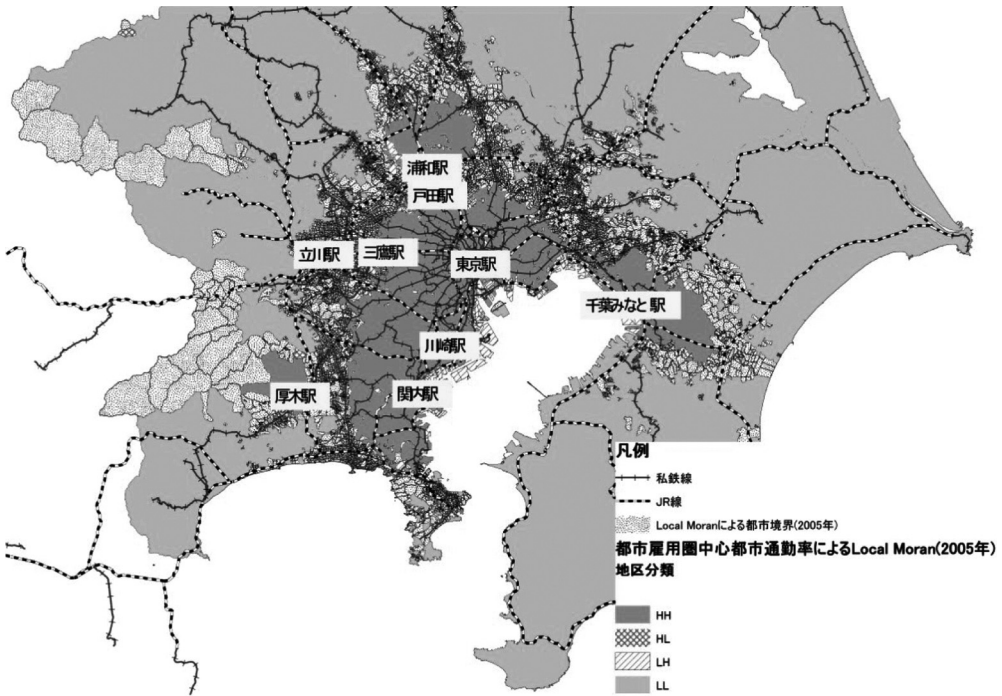 浦和駅
戸田駅
立川駅
三鷹駅
東京駅
千葉みなと駅
川崎駅
厚木駅
関内駅
凡例
私鉄線
JR線
Local Moranによる都市境界(2005年)
都市雇用圏中心都市通勤率によるLocal Moran(2005年)
地区分類
HH
HL
LH
LL